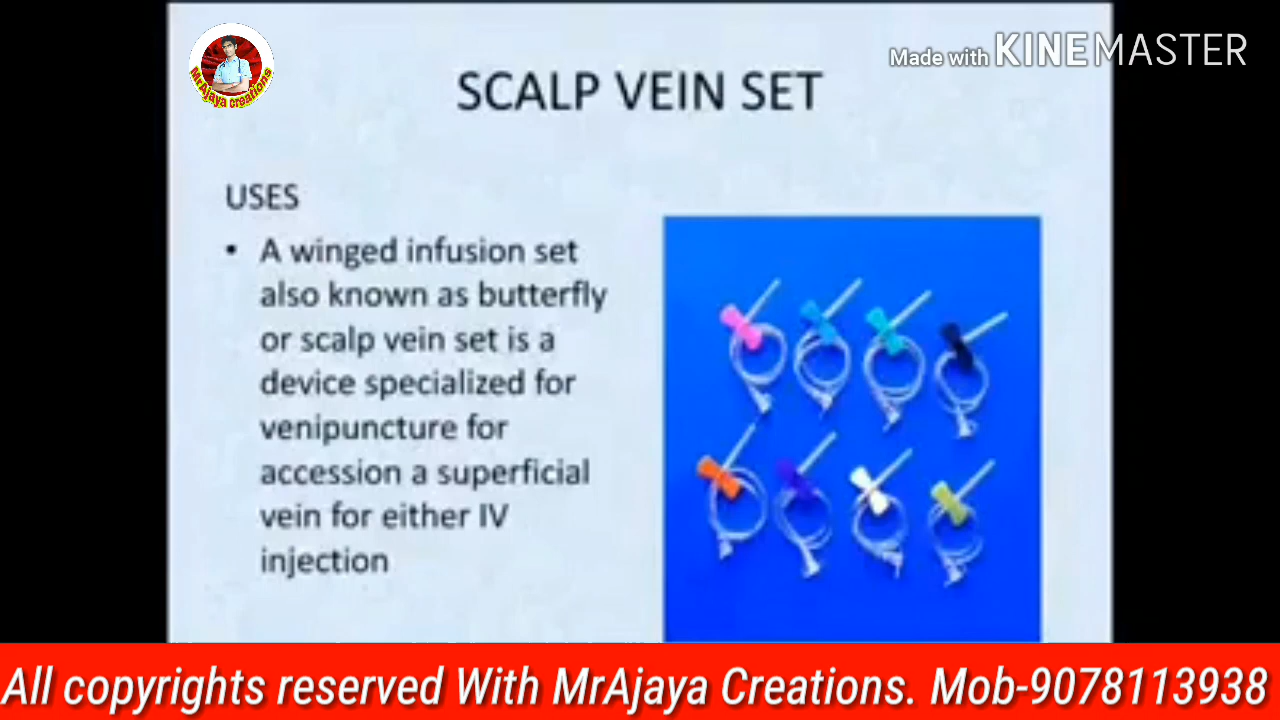 MrAjaya creations
Made with KINEMASTER
SCALP VEIN SET
USES
• A winged infusion set
also known as butterfly
or scalp vein set is a
device specialized for
venipuncture for
accession a superficial
vein for either IV
injection
All copyrights reserved With MrAjaya Creations. Mob-9078113938